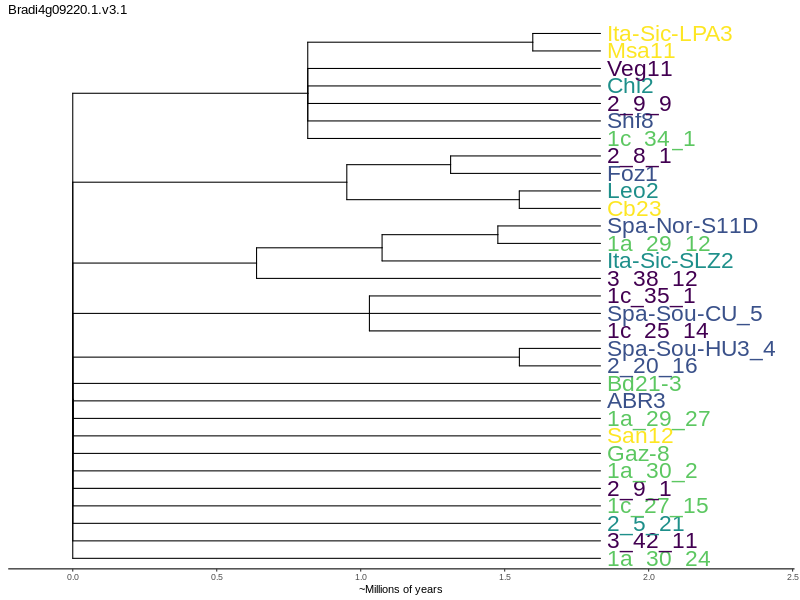 Bradi4g09220.1.v3.1
Ita-Sic-LPA3
Msa11
Veg11
Chl2
2_9_9
Snf8
1c_34_1
2_8_1
Foz1
Leo2
Cb23
Spa-Nor-S11D
1a_29_12
Ita-Sic-SLZ2
3_38_12
1c_35_1
Spa-Sou-CU_5
1c_25_14
Spa-Sou-HU3_4
2_20_16
Bd21-3
ABR3
1a_29_27
San12
Gaz-8
1a_30_2
2_9_1
1c_27_15
2_5_21
3_42_11
1a_30_24
0.0 0.5 1.0 1.5 2.0 2.5
~Millions of years